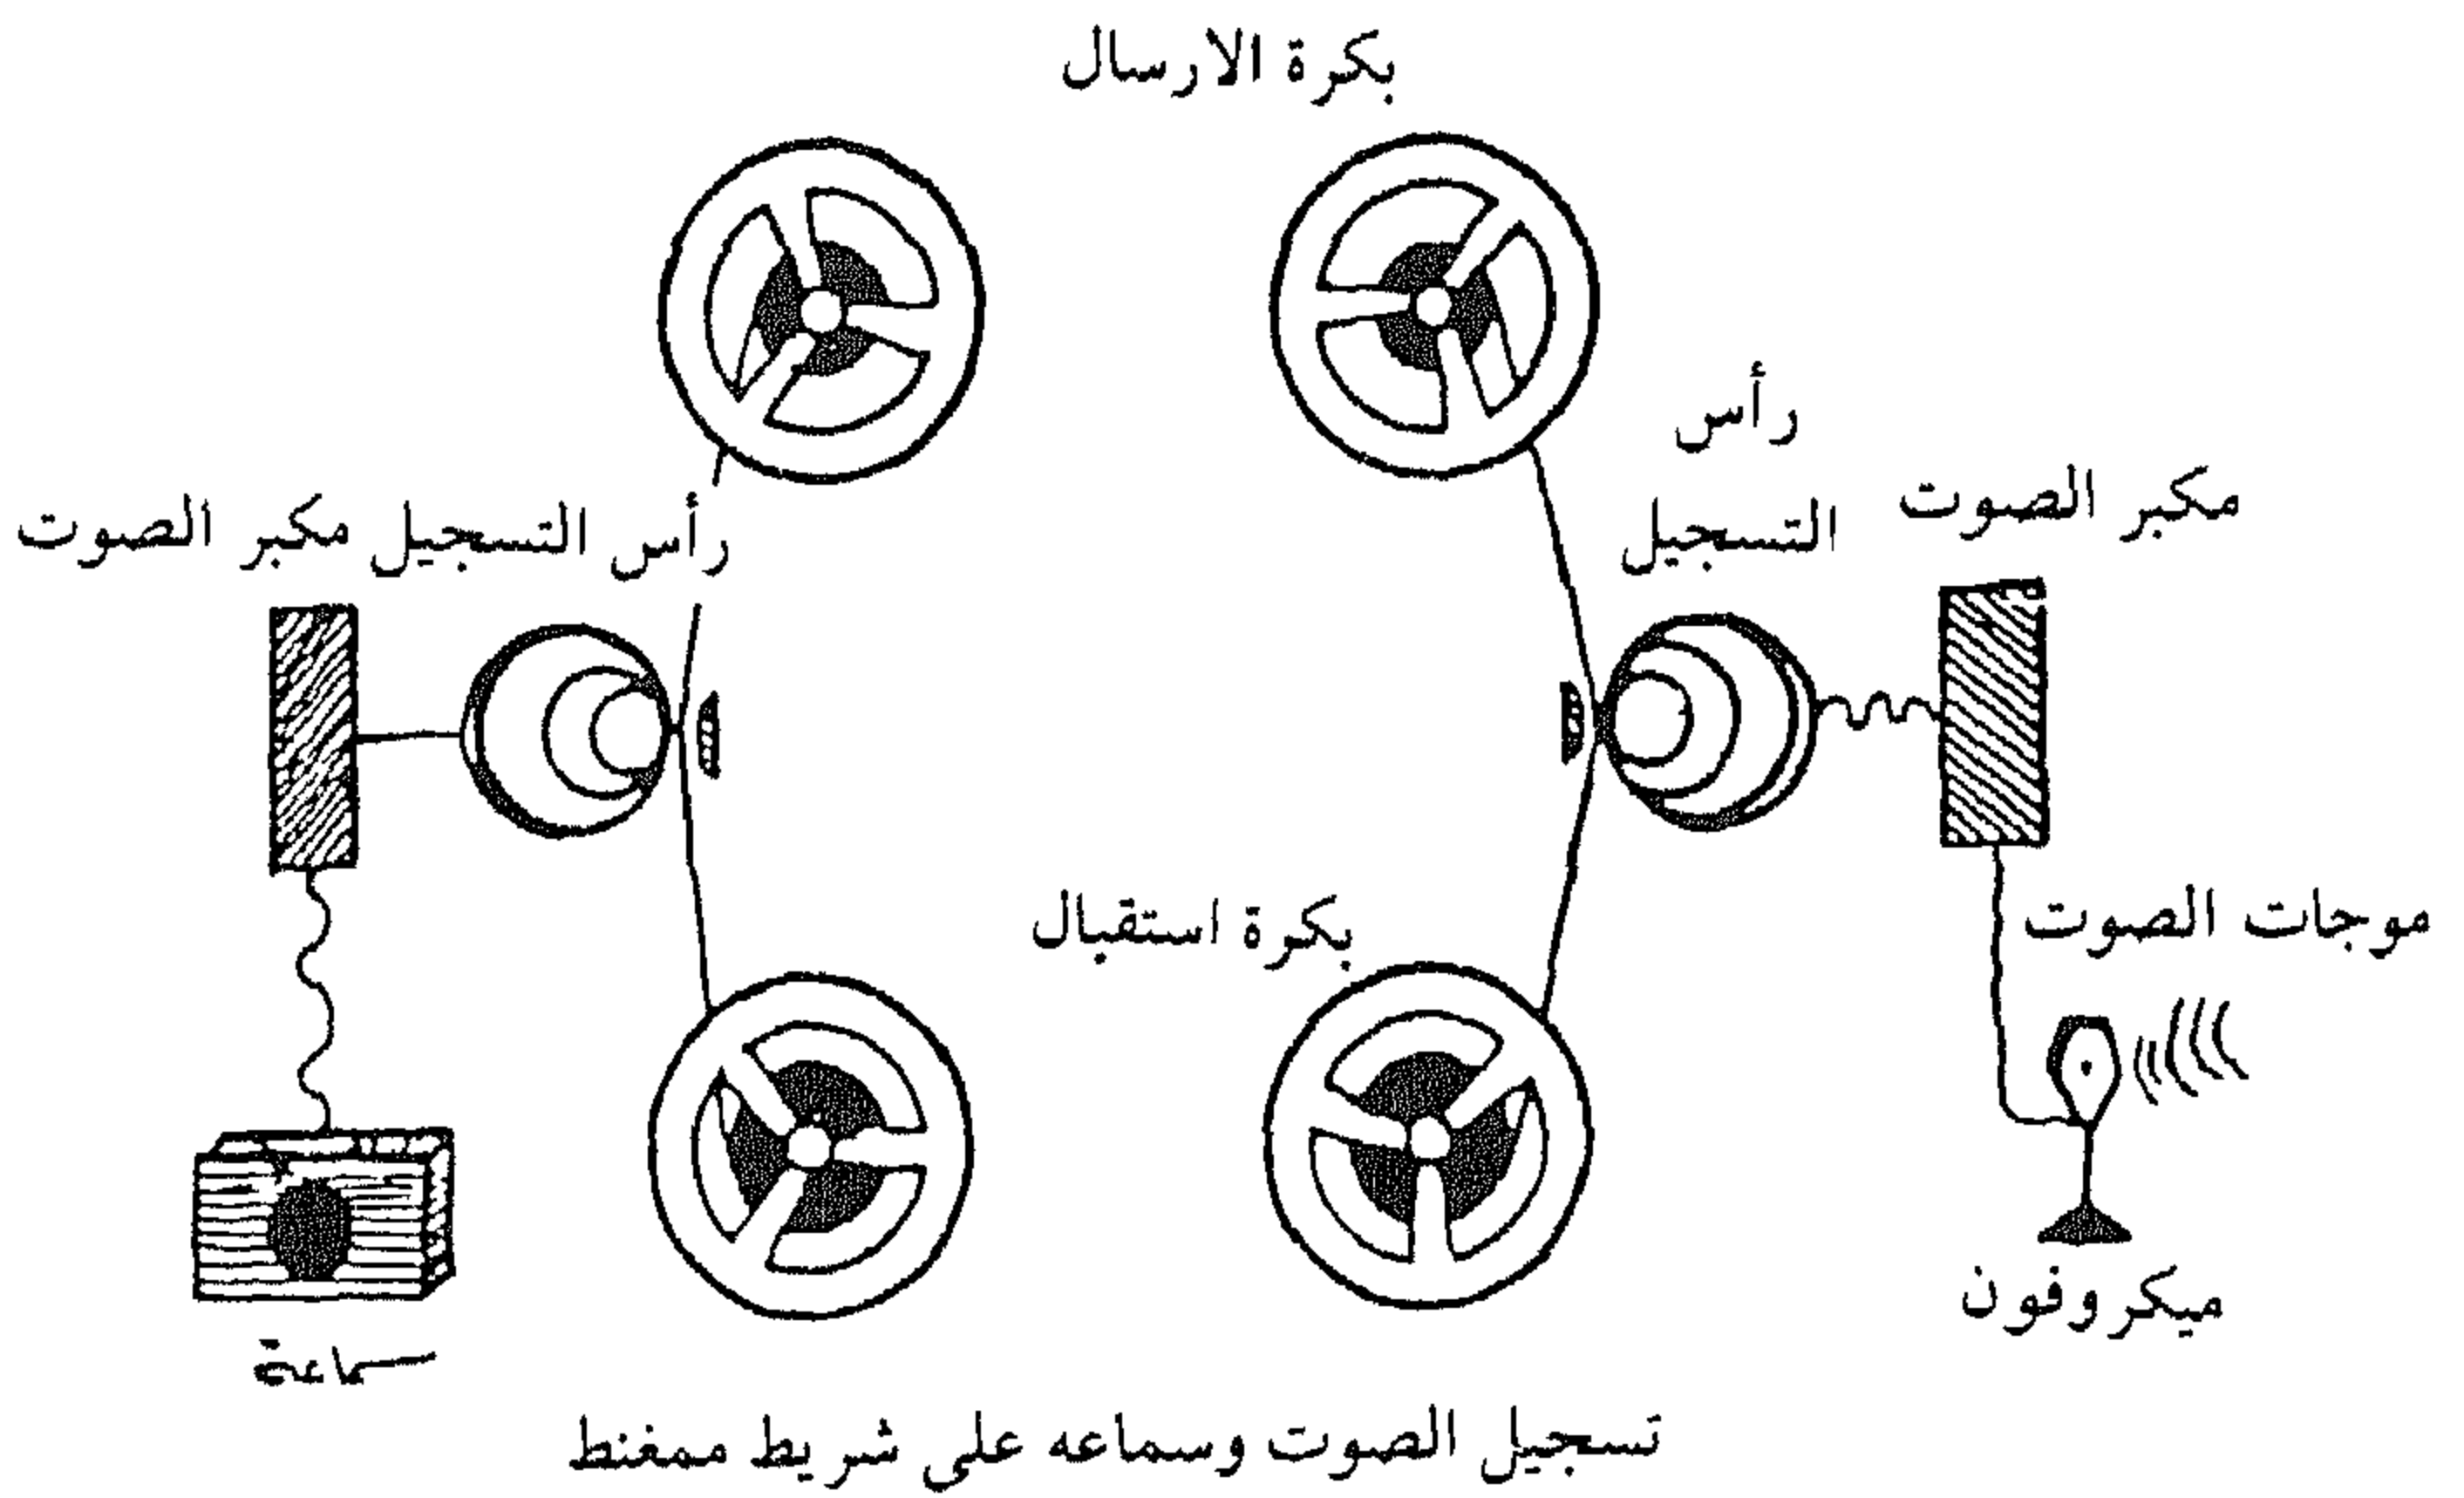 بكرة الارسال
رأس
التسجيل
مكبر الصوت
رأس التسجيل
مكبر الصوت
موجات الصوت
بكرة استقبال
ميكروفون
سماعة
تسجيل الصوت وسماعه على شريط ممغنط